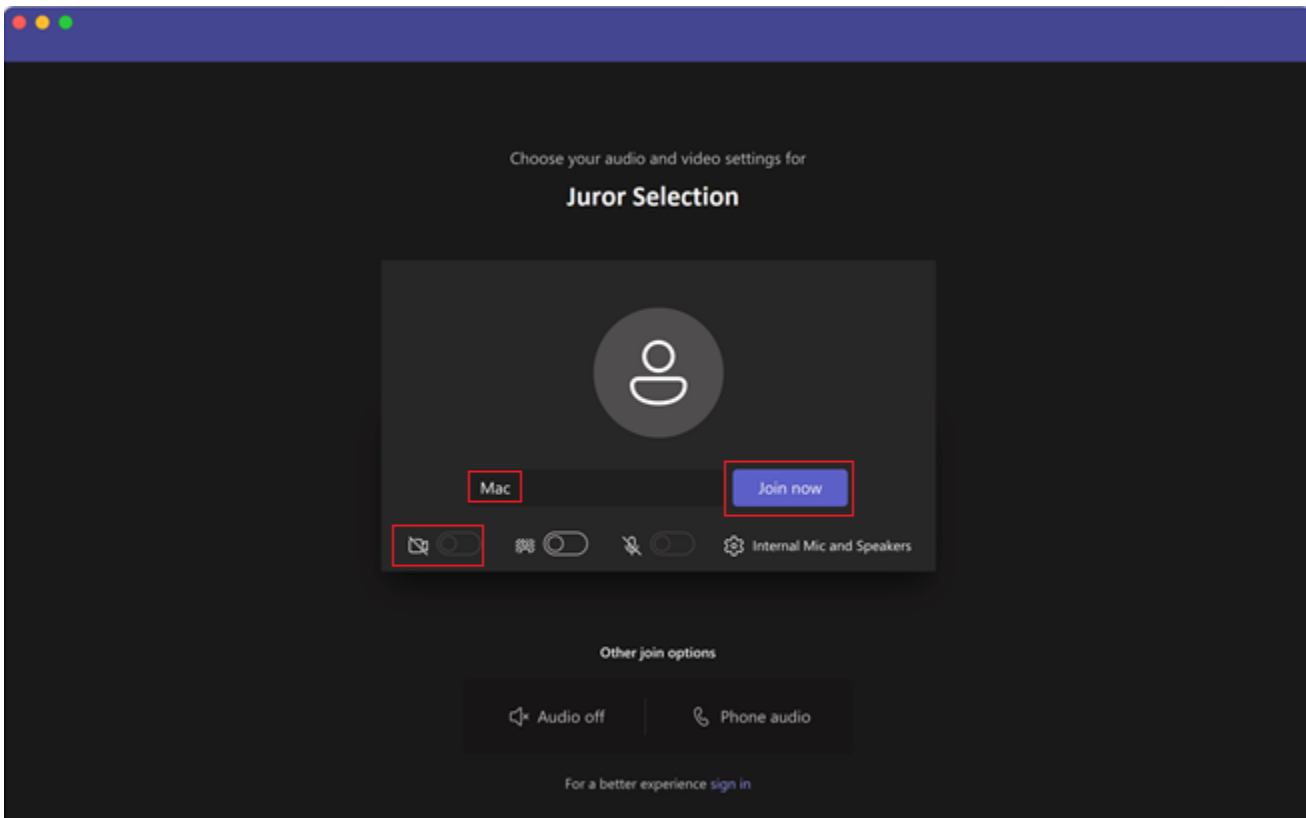 Choose your audio and video settings for
Juror Selection
Mac
Join now
Internal Mic and Speakers
Other join options
Audio off
Phone audio
For a better experience sign in